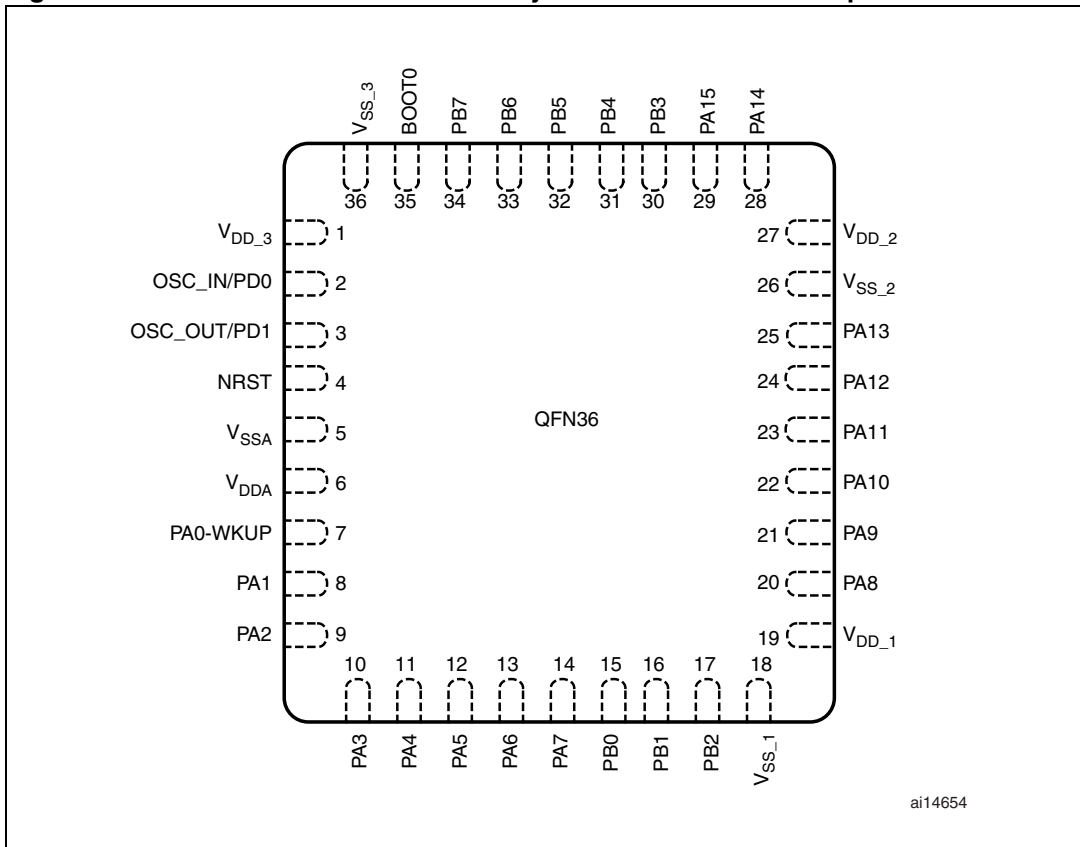 VSS_3
BOOT0
PB7
PB6
PB5
PB4
PB3
PA15
PA14
36 35 34 33 32 31 30 29 28
VDD_3 1
OSC_IN/PD0 2
OSC_OUT/PD1 3
NRST 4
VSSA 5
VDDA 6
PA0-WKUP 7
PA1 8
PA2 9
QFN36
27 VDD_2
26 VSS_2
25 PA13
24 PA12
23 PA11
22 PA10
21 PA9
20 PA8
19 VDD_1
10 11 12 13 14 15 16 17 18
PA3
PA4
PA5
PA6
PA7
PB0
PB1
PB2
VSS_1
ai14654